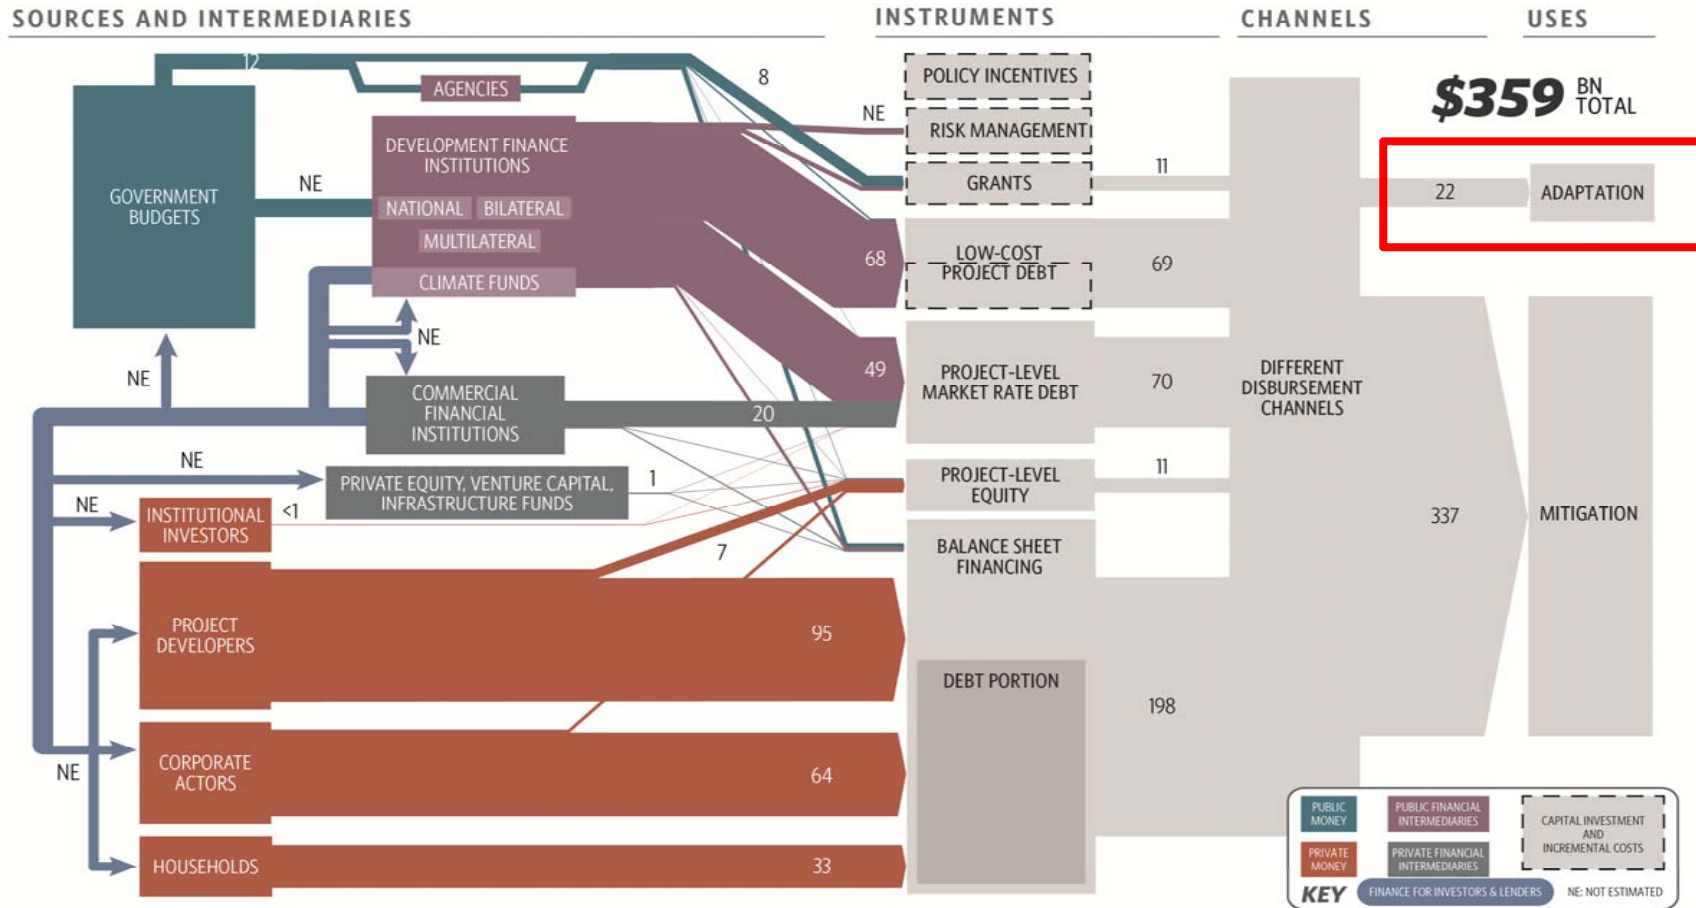 SOURCES AND INTERMEDIARIES
INSTRUMENTS
CHANNELS
USES
$359 BN
TOTAL
12
AGENCIES
8
POLICY INCENTIVES
NE
RISK MANAGEMENT
DEVELOPMENT FINANCE
INSTITUTIONS
GOVERNMENT
BUDGETS
NE
NATIONAL
BILATERAL
MULTILATERAL
CLIMATE FUNDS
GRANTS
11
22
ADAPTATION
68
LOW-COST
PROJECT DEBT
69
NE
NE
49
PROJECT-LEVEL
MARKET RATE DEBT
70
DIFFERENT
DISBURSEMENT
CHANNELS
COMMERCIAL
FINANCIAL
INSTITUTIONS
20
NE
PRIVATE EQUITY, VENTURE CAPITAL,
INFRASTRUCTURE FUNDS
1
PROJECT-LEVEL
EQUITY
11
NE
INSTITUTIONAL
INVESTORS
<1
7
BALANCE SHEET
FINANCING
337
MITIGATION
PROJECT
DEVELOPERS
95
DEBT PORTION
198
NE
CORPORATE
ACTORS
64
HOUSEHOLDS
33
PUBLIC
MONEY
PUBLIC FINANCIAL
INTERMEDIARIES
CAPITAL INVESTMENT
AND
INCREMENTAL COSTS
PRIVATE
MONEY
PRIVATE FINANCIAL
INTERMEDIARIES
KEY
FINANCE FOR INVESTORS & LENDERS
NE: NOT ESTIMATED